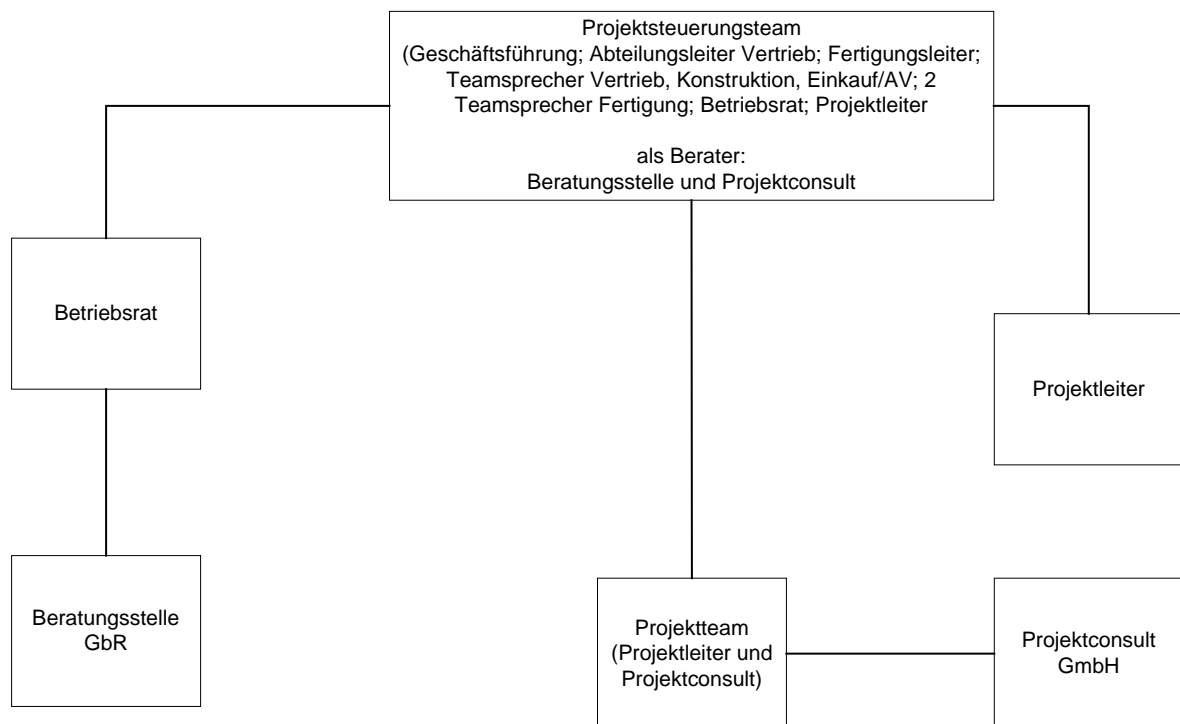 Projektsteuerungsteam
(Geschäftsführung; Abteilungsleiter Vertrieb; Fertigungsleiter;
Teamsprecher Vertrieb, Konstruktion, Einkauf/AV; 2
Teamsprecher Fertigung; Betriebsrat; Projektleiter
als Berater:
Beratungsstelle und Projektconsult
Betriebsrat
Projektleiter
Beratungsstelle
GbR
Projektteam
(Projektleiter und
Projektconsult)
Projektconsult
GmbH